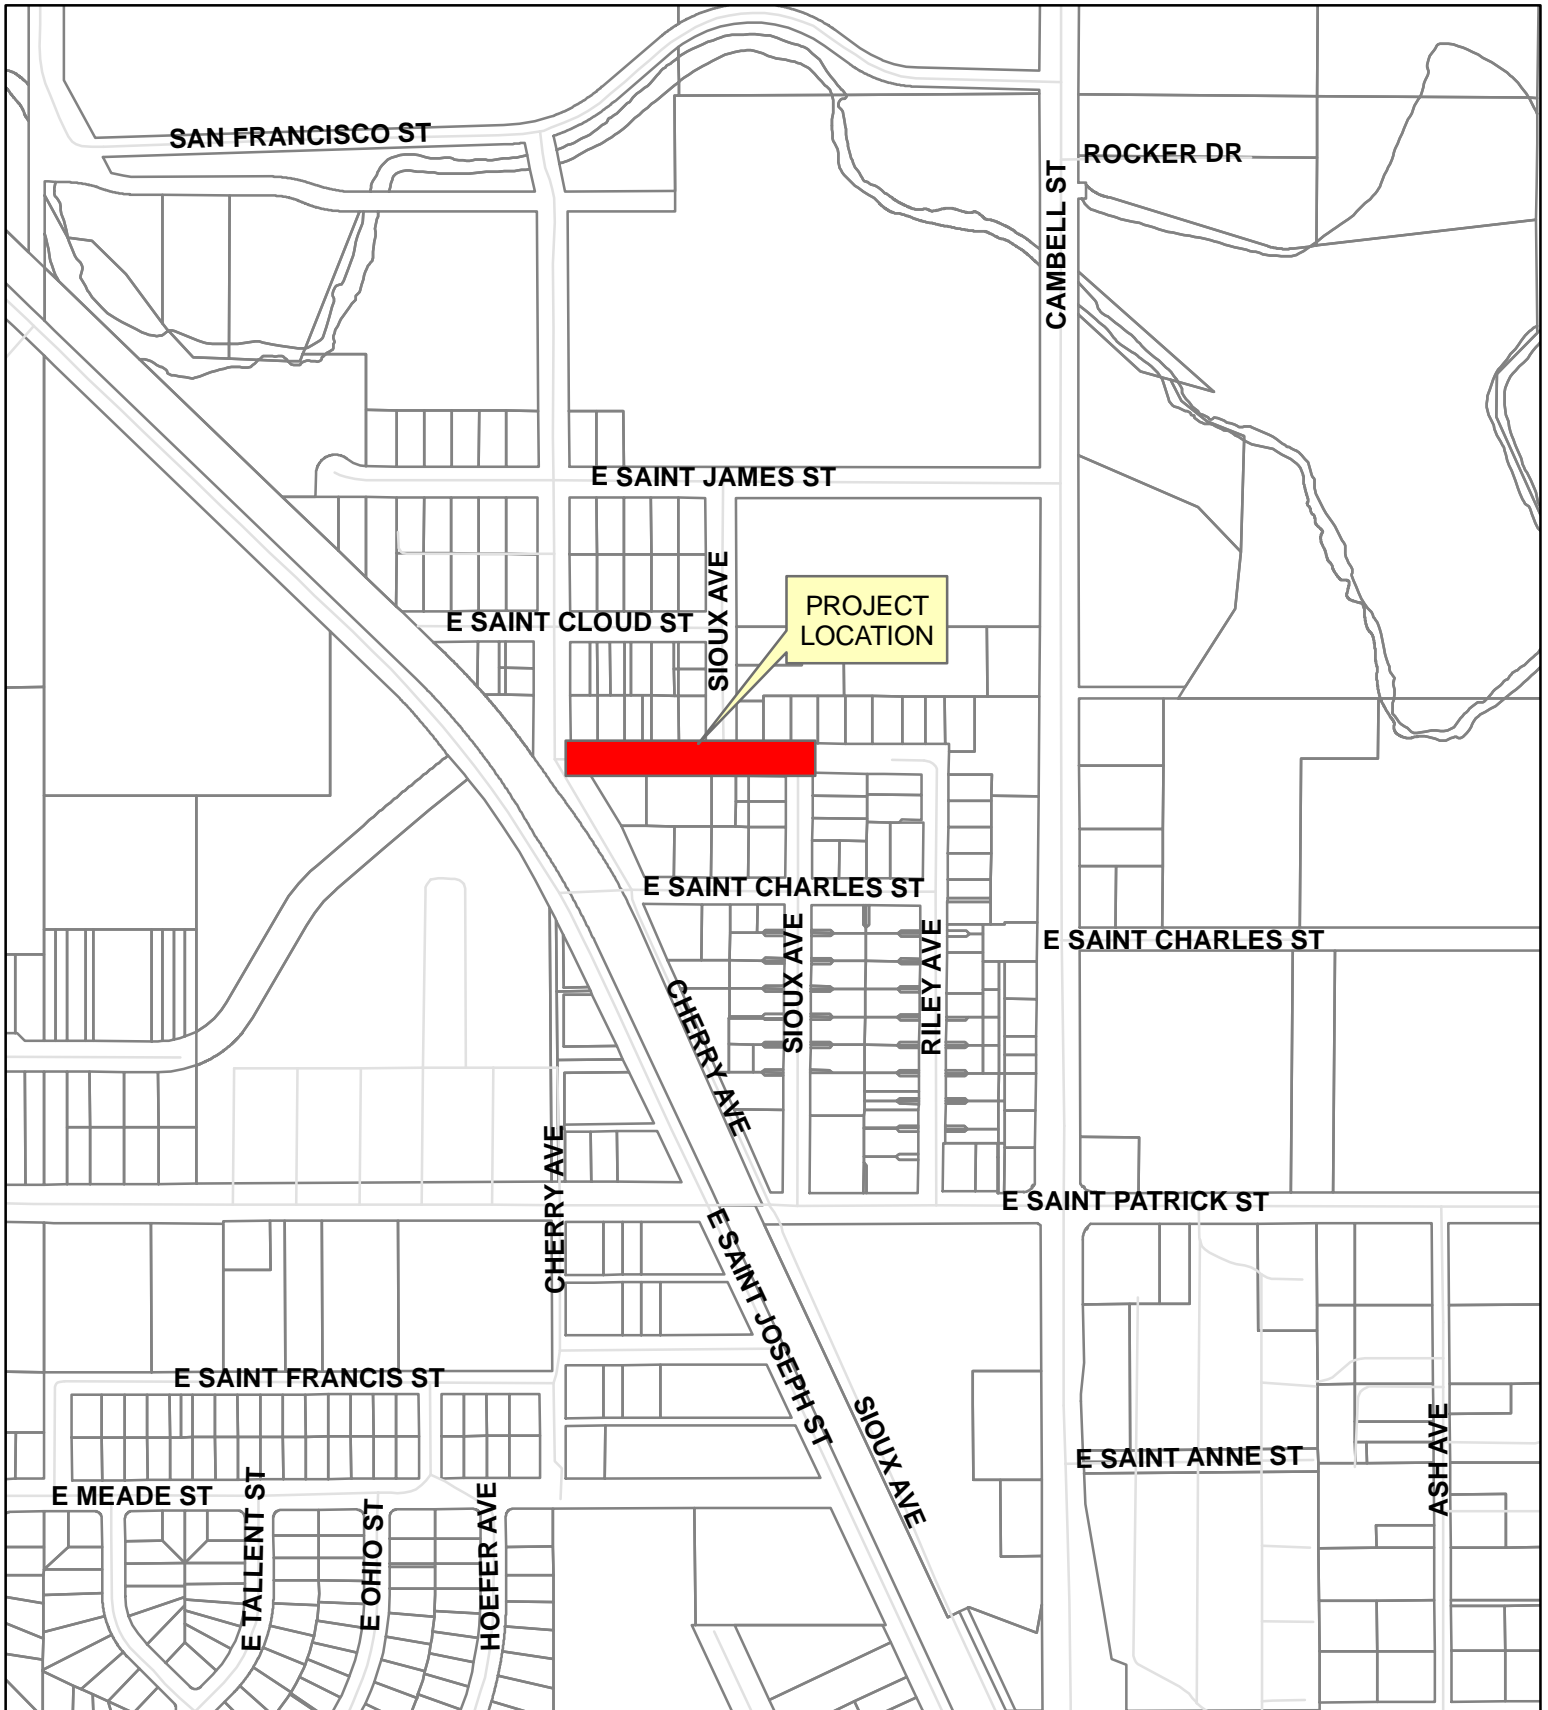 SAN FRANCISCO ST
ROCKER DR
CAMBELL ST
E SAINT JAMES ST
SIOUX AVE
PROJECT
LOCATION
E SAINT CLOUD ST
E SAINT CHARLES ST
SIOUX AVE
RILEY AVE
E SAINT CHARLES ST
CHERRY AVE
CHERRY AVE
E SAINT PATRICK ST
E SAINT JOSEPH ST
E SAINT FRANCIS ST
SIOUX AVE
E SAINT ANNE ST
ASH AVE
E MEADE ST
E TALLENT ST
E OHIO ST
HOEFER AVE